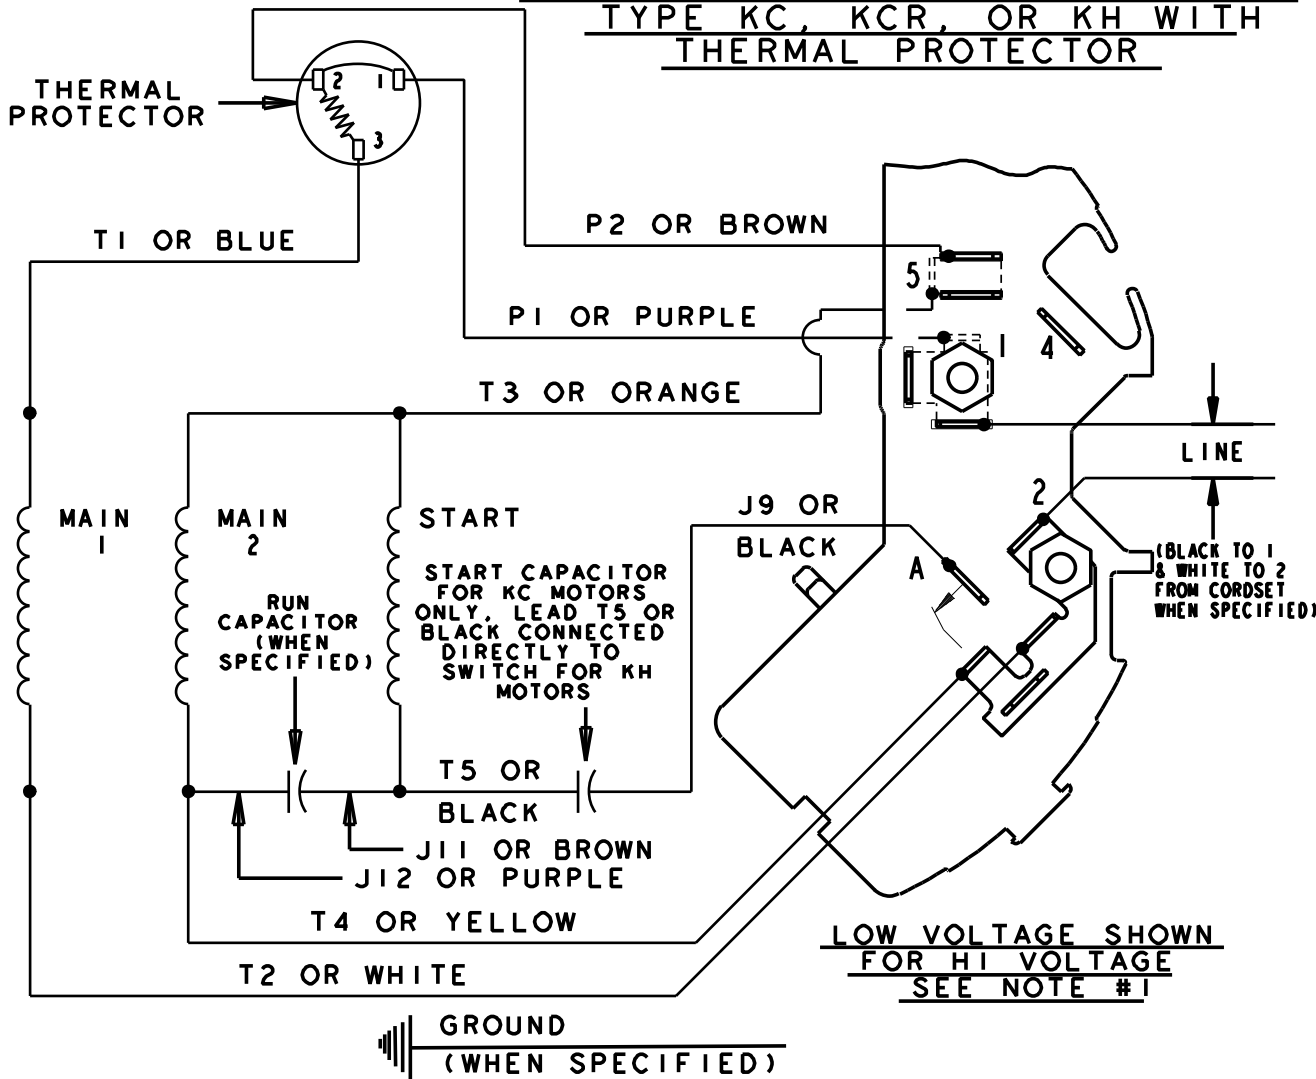 TYPE KC, KCR, OR KH WITH
THERMAL PROTECTOR
THERMAL
PROTECTOR
2
1
3
T1 OR BLUE
P2 OR BROWN
5
P1 OR PURPLE
1
4
T3 OR ORANGE
LINE
MAIN
1
MAIN
2
START
J9 OR
BLACK
2
A
(BLACK TO 1
& WHITE TO 2
FROM CORDSET
WHEN SPECIFIED)
RUN
CAPACITOR
(WHEN
SPECIFIED)
START CAPACITOR
FOR KC MOTORS
ONLY, LEAD T5 OR
BLACK CONNECTED
DIRECTLY TO
SWITCH FOR KH
MOTORS
T5 OR
BLACK
J11 OR BROWN
J12 OR PURPLE
T4 OR YELLOW
T2 OR WHITE
LOW VOLTAGE SHOWN
FOR HI VOLTAGE
SEE NOTE #1
GROUND
(WHEN SPECIFIED)